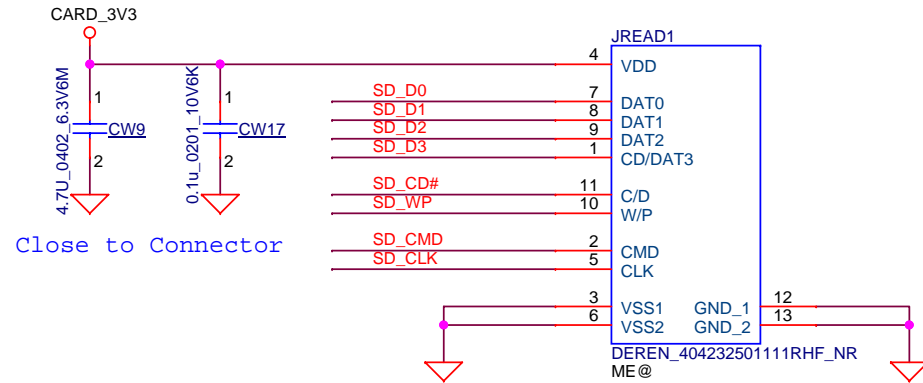 CARD_3V3
4.7U_0402_6.3V6M
1
CW9
2
0.1u_0201_10V6K
1
CW17
2
Close to Connector
JREAD1
4 VDD
SD_D0 7 DAT0
SD_D1 8 DAT1
SD_D2 9 DAT2
SD_D3 1 CD/DAT3
SD_CD# 11 C/D
SD_WP 10 W/P
SD_CMD 2 CMD
SD_CLK 5 CLK
3 VSS1 GND_1 12
6 VSS2 GND_2 13
DEREN_404232501111RHF_NR
ME@